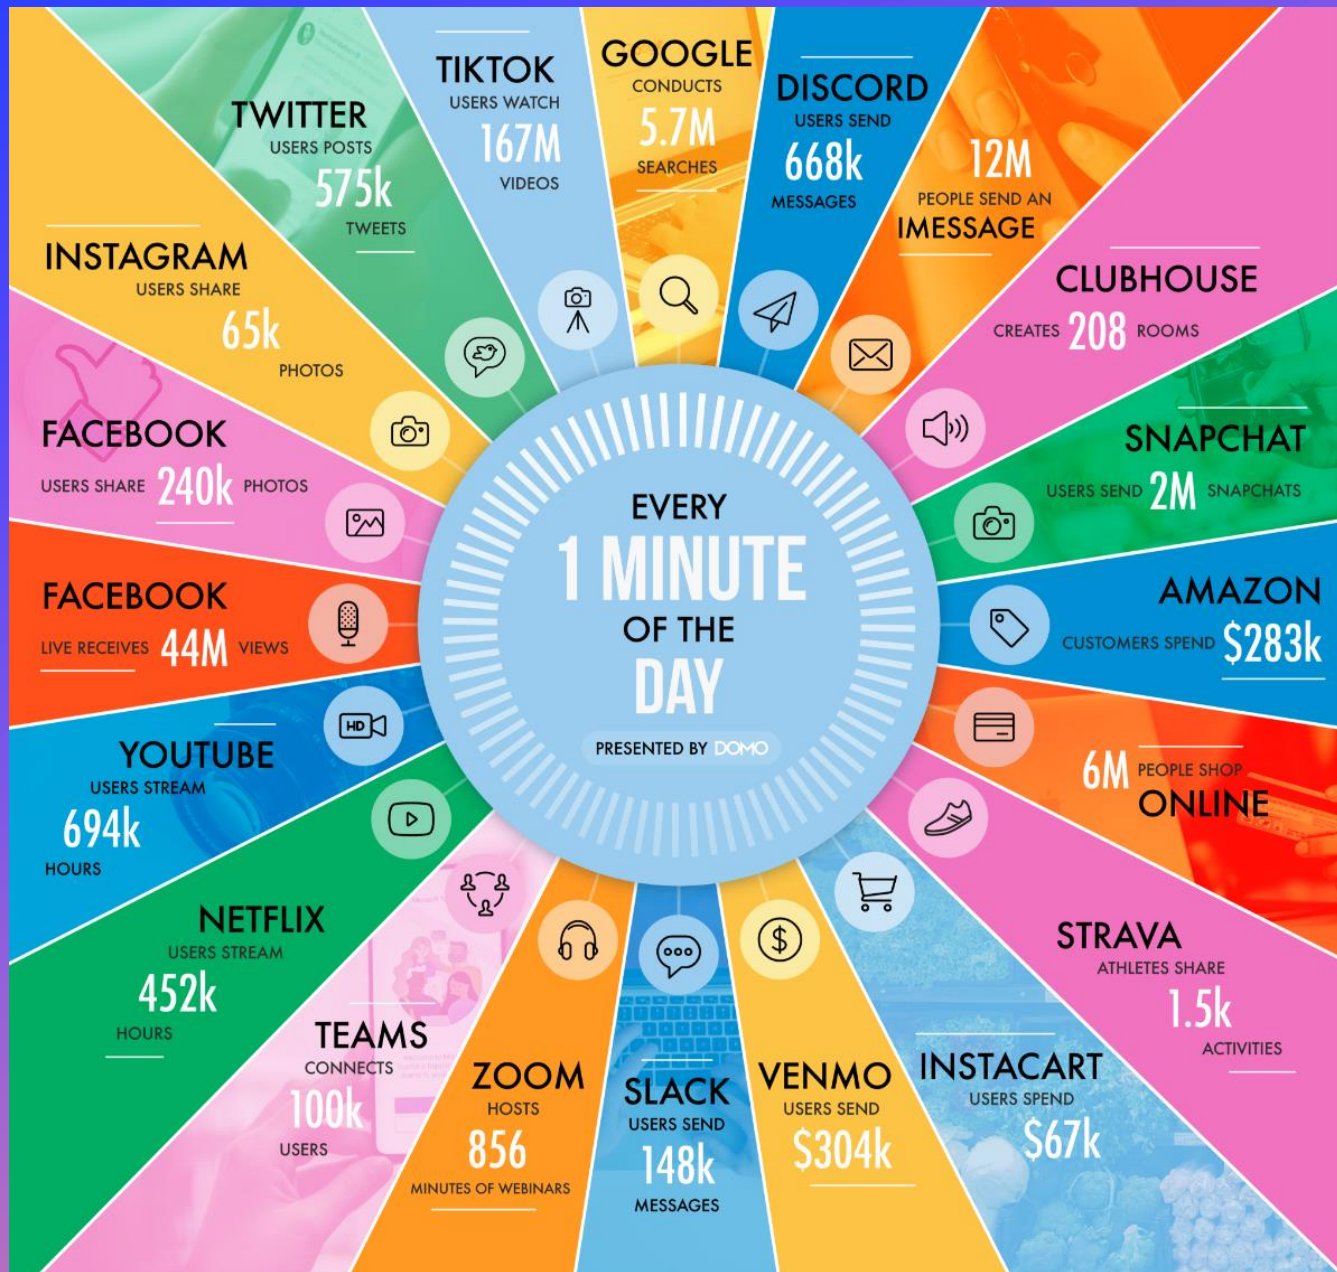 GOOGLE
CONDUCTS
5.7M
SEARCHES
DISCORD
USERS SEND
668k
MESSAGES
12M
PEOPLE SEND AN
IMESSAGE
CLUBHOUSE
CREATES 208 ROOMS
SNAPCHAT
USERS SEND 2M SNAPCHATS
AMAZON
CUSTOMERS SPEND $283k
6M PEOPLE SHOP
ONLINE
STRAVA
ATHLETES SHARE
1.5k
ACTIVITIES
INSTACART
USERS SPEND
$67k
VENMO
USERS SEND
$304k
SLACK
USERS SEND
148k
MESSAGES
ZOOM
HOSTS
856
MINUTES OF WEBINARS
TEAMS
CONNECTS
100k
USERS
NETFLIX
USERS STREAM
452k
HOURS
YOUTUBE
USERS STREAM
694k
HOURS
FACEBOOK
LIVE RECEIVES 44M VIEWS
FACEBOOK
USERS SHARE 240k PHOTOS
INSTAGRAM
USERS SHARE
65k
PHOTOS
TWITTER
USERS POSTS
575k
TWEETS
TIKTOK
USERS WATCH
167M
VIDEOS
EVERY
1 MINUTE
OF THE
DAY
PRESENTED BY DOMO
HD